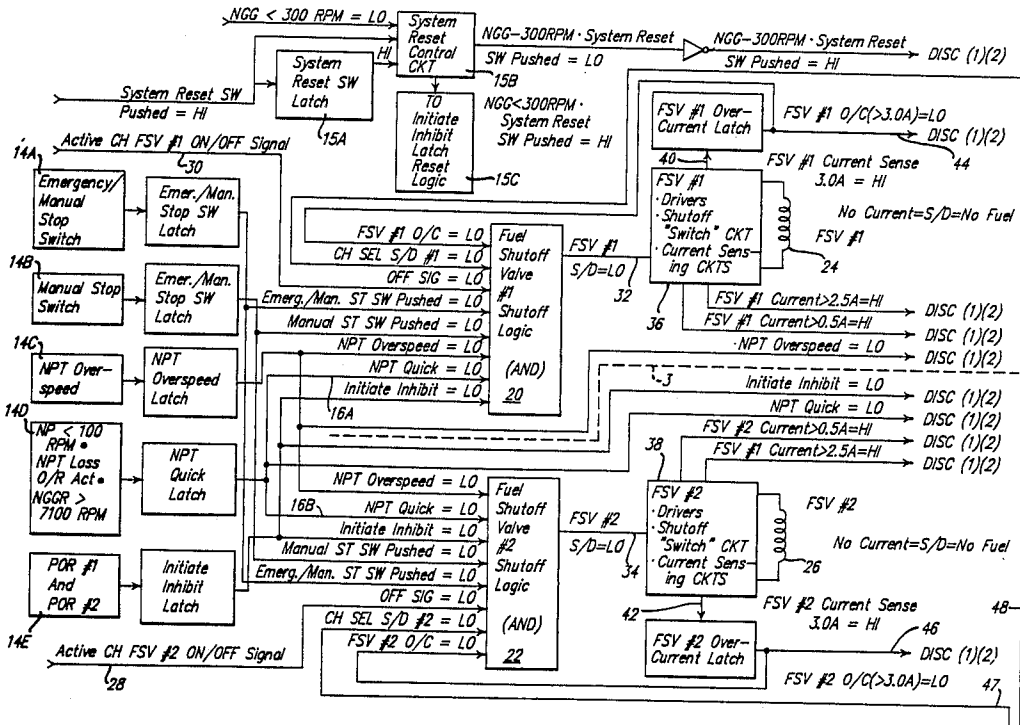 NGG < 300 RPM = LO
System
Reset
Control
CKT
15B
NGG-300RPM · System Reset
SW Pushed = LO
NGG-300RPM · System Reset
SW Pushed = HI
DISC (1)(2)
HI
System
Reset SW
Latch
15A
System Reset SW
Pushed = HI
TO
Initiate
Inhibit
Latch
Reset
Logic
15C
NGG<300RPM·
System Reset
SW Pushed = HI
FSV #1 Over-
Current Latch
FSV #1 O/C(>3.0A)=LO
DISC (1)(2)
44
40
FSV #1 Current Sense
3.0A = HI
Active CH FSV #1 ON/OFF Signal
30
14A
Emergency/
Manual
Stop
Switch
Emer./Man.
Stop SW
Latch
14B
Manual Stop
Switch
Emer./Man.
Stop SW
Latch
14C
NPT Over-
speed
NPT
Overspeed
Latch
14D
NP < 100
RPM •
NPT Loss
O/R Act •
NGGR >
7100 RPM
NPT
Quick
Latch
POR #1
And
POR #2
14E
Initiate
Inhibit
Latch
Active CH FSV #2 ON/OFF Signal
28
FSV #1 O/C = LO
CH SEL S/D #1 = LO
OFF SIG = LO
Emerg./Man. ST SW Pushed = LO
Manual ST SW Pushed = LO
NPT Overspeed = LO
NPT Quick = LO
Initiate Inhibit = LO
16A
Fuel
Shutoff
Valve
#1
Shutoff
Logic
(AND)
20
FSV #1
S/D=LO
32
FSV #1
· Drivers
· Shutoff
"Switch" CKT
· Current Sens-
ing CKTS
36
No Current=S/D=No Fuel
FSV #1
24
FSV #1 Current>2.5A=HI
DISC (1)(2)
FSV #1 Current>0.5A=HI
DISC (1)(2)
·NPT Overspeed = LO
DISC (1)(2)
3
Initiate Inhibit = LO
DISC (1)(2)
NPT Quick = LO
DISC (1)(2)
FSV #2 Current>0.5A=HI
DISC (1)(2)
FSV #1 Current>2.5A=HI
DISC (1)(2)
38
NPT Overspeed = LO
16B
NPT Quick = LO
Initiate Inhibit = LO
Manual ST SW Pushed = LO
Emerg./Man. ST SW Pushed = LO
OFF SIG = LO
CH SEL S/D #2 = LO
FSV #2 O/C = LO
Fuel
Shutoff
Valve
#2
Shutoff
Logic
(AND)
22
FSV #2
S/D=LO
34
FSV #2
· Drivers
· Shutoff
"Switch" CKT
· Current Sens-
ing CKTS
FSV #2
No Current=S/D=No Fuel
26
42
FSV #2 Current Sense
3.0A = HI
48
FSV #2 Over-
Current Latch
46
DISC (1)(2)
FSV #2 O/C(>3.0A)=LO
47